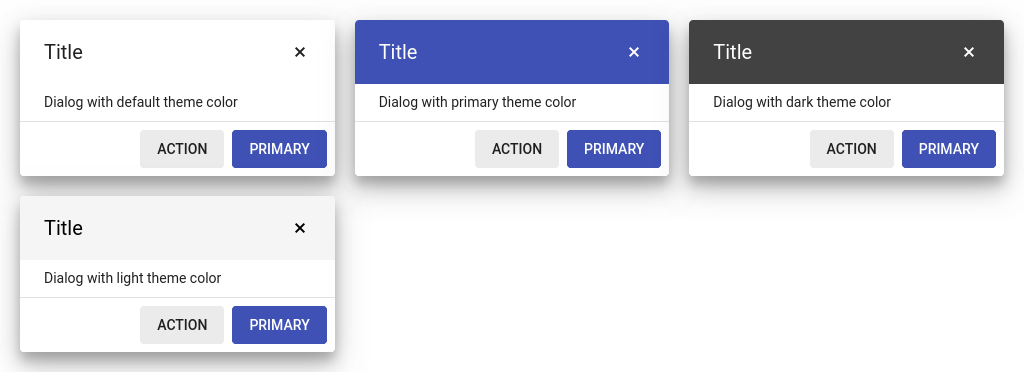 Title
Dialog with default theme color
ACTION PRIMARY
Title
Dialog with primary theme color
ACTION PRIMARY
Title
Dialog with dark theme color
ACTION PRIMARY
Title
Dialog with light theme color
ACTION PRIMARY